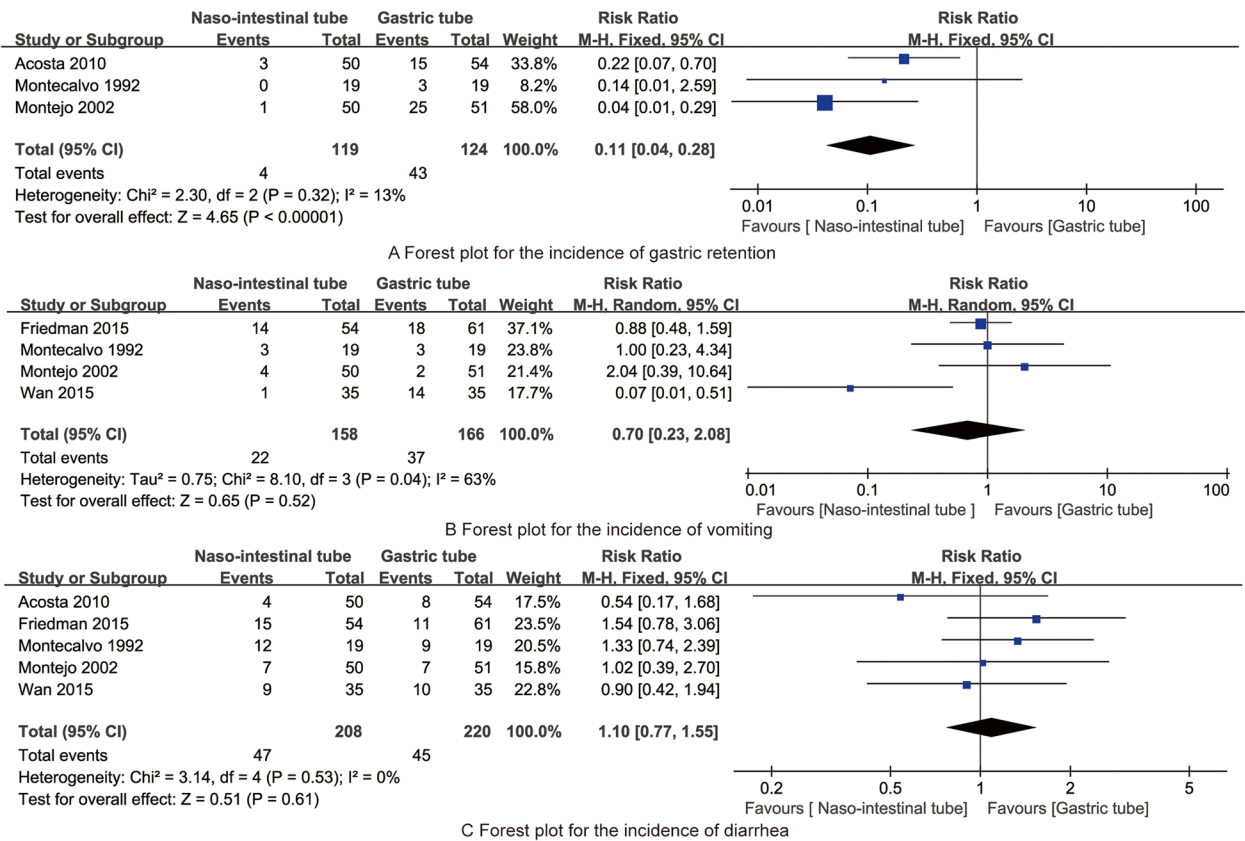 Naso-intestinal tube Gastric tube Risk Ratio Risk Ratio
Study or Subgroup Events Total Events Total Weight M-H, Fixed, 95% CI M-H, Fixed, 95% CI
Acosta 2010 3 50 15 54 33.8% 0.22 [0.07, 0.70]
Montecalvo 1992 0 19 3 19 8.2% 0.14 [0.01, 2.59]
Montejo 2002 1 50 25 51 58.0% 0.04 [0.01, 0.29]
Total (95% CI) 119 124 100.0% 0.11 [0.04, 0.28]
Total events 4 43
Heterogeneity: Chi² = 2.30, df = 2 (P = 0.32); I² = 13%
Test for overall effect: Z = 4.65 (P < 0.00001)
0.01 0.1 1 10 100
Favours [ Naso-intestinal tube] Favours [Gastric tube]
A Forest plot for the incidence of gastric retention
Naso-intestinal tube Gastric tube Risk Ratio Risk Ratio
Study or Subgroup Events Total Events Total Weight M-H, Random, 95% CI M-H, Random, 95% CI
Friedman 2015 14 54 18 61 37.1% 0.88 [0.48, 1.59]
Montecalvo 1992 3 19 3 19 23.8% 1.00 [0.23, 4.34]
Montejo 2002 4 50 2 51 21.4% 2.04 [0.39, 10.64]
Wan 2015 1 35 14 35 17.7% 0.07 [0.01, 0.51]
Total (95% CI) 158 166 100.0% 0.70 [0.23, 2.08]
Total events 22 37
Heterogeneity: Tau² = 0.75; Chi² = 8.10, df = 3 (P = 0.04); I² = 63%
Test for overall effect: Z = 0.65 (P = 0.52)
0.01 0.1 1 10 100
Favours [Naso-intestinal tube ] Favours [Gastric tube]
B Forest plot for the incidence of vomiting
Naso-intestinal tube Gastric tube Risk Ratio Risk Ratio
Study or Subgroup Events Total Events Total Weight M-H, Fixed, 95% CI M-H, Fixed, 95% CI
Acosta 2010 4 50 8 54 17.5% 0.54 [0.17, 1.68]
Friedman 2015 15 54 11 61 23.5% 1.54 [0.78, 3.06]
Montecalvo 1992 12 19 9 19 20.5% 1.33 [0.74, 2.39]
Montejo 2002 7 50 7 51 15.8% 1.02 [0.39, 2.70]
Wan 2015 9 35 10 35 22.8% 0.90 [0.42, 1.94]
Total (95% CI) 208 220 100.0% 1.10 [0.77, 1.55]
Total events 47 45
Heterogeneity: Chi² = 3.14, df = 4 (P = 0.53); I² = 0%
Test for overall effect: Z = 0.51 (P = 0.61)
0.2 0.5 1 2 5
Favours [ Naso-intestinal tube] Favours [Gastric tube]
C Forest plot for the incidence of diarrhea